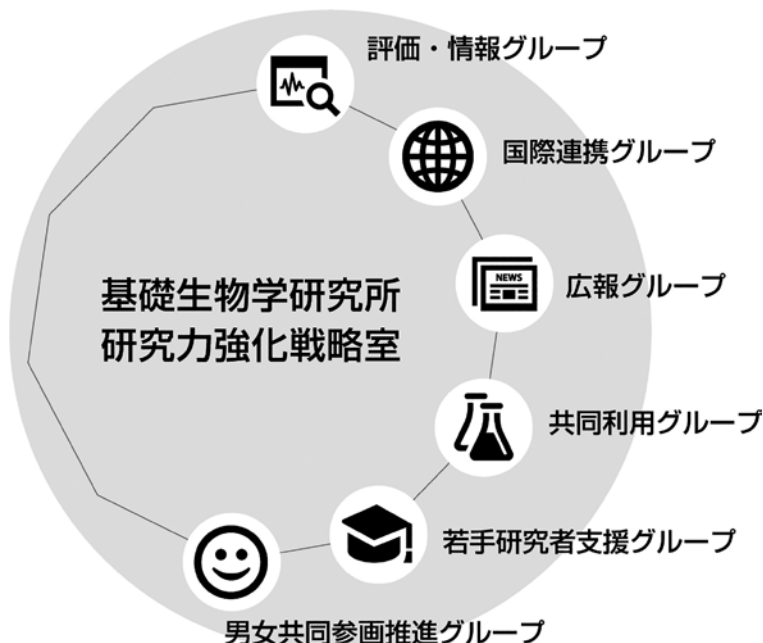 評価・情報グループ
国際連携グループ
NEWS
広報グループ
基礎生物学研究所
研究力強化戦略室
共同利用グループ
若手研究者支援グループ
男女共同参画推進グループ